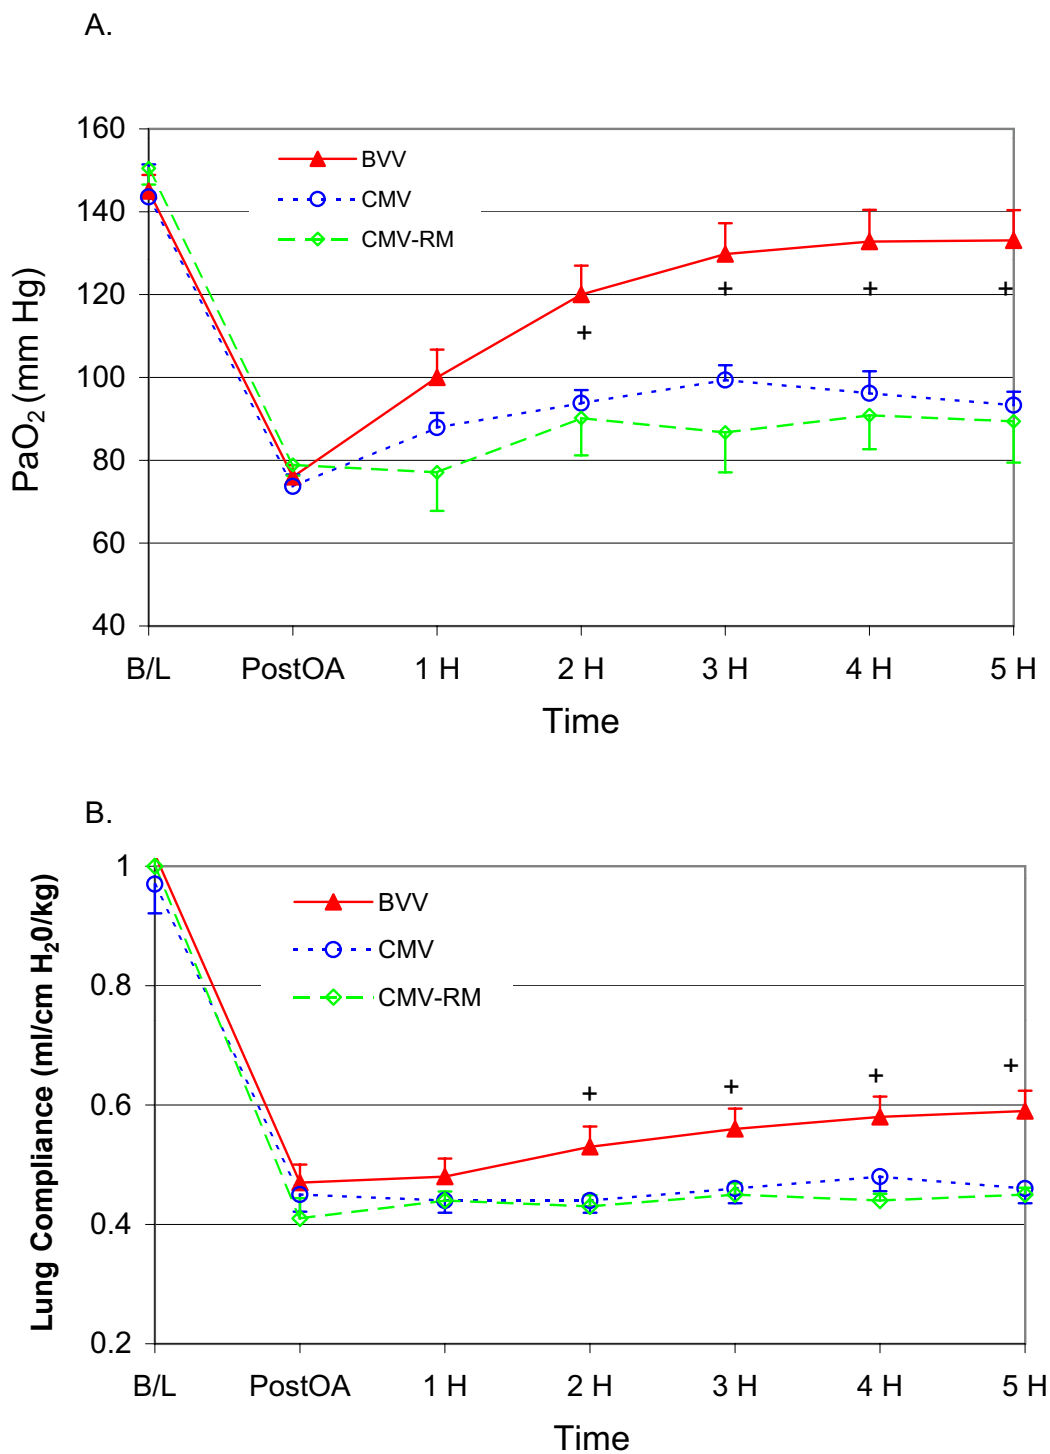 A.
160
140
120
100
80
60
40
PaO₂ (mm Hg)
BVV
CMV
CMV-RM
+
+
+
+
B/L PostOA 1 H 2 H 3 H 4 H 5 H
Time
B.
1
0.8
0.6
0.4
0.2
Lung Compliance (ml/cm H₂0/kg)
BVV
CMV
CMV-RM
+
+
+
+
B/L PostOA 1 H 2 H 3 H 4 H 5 H
Time